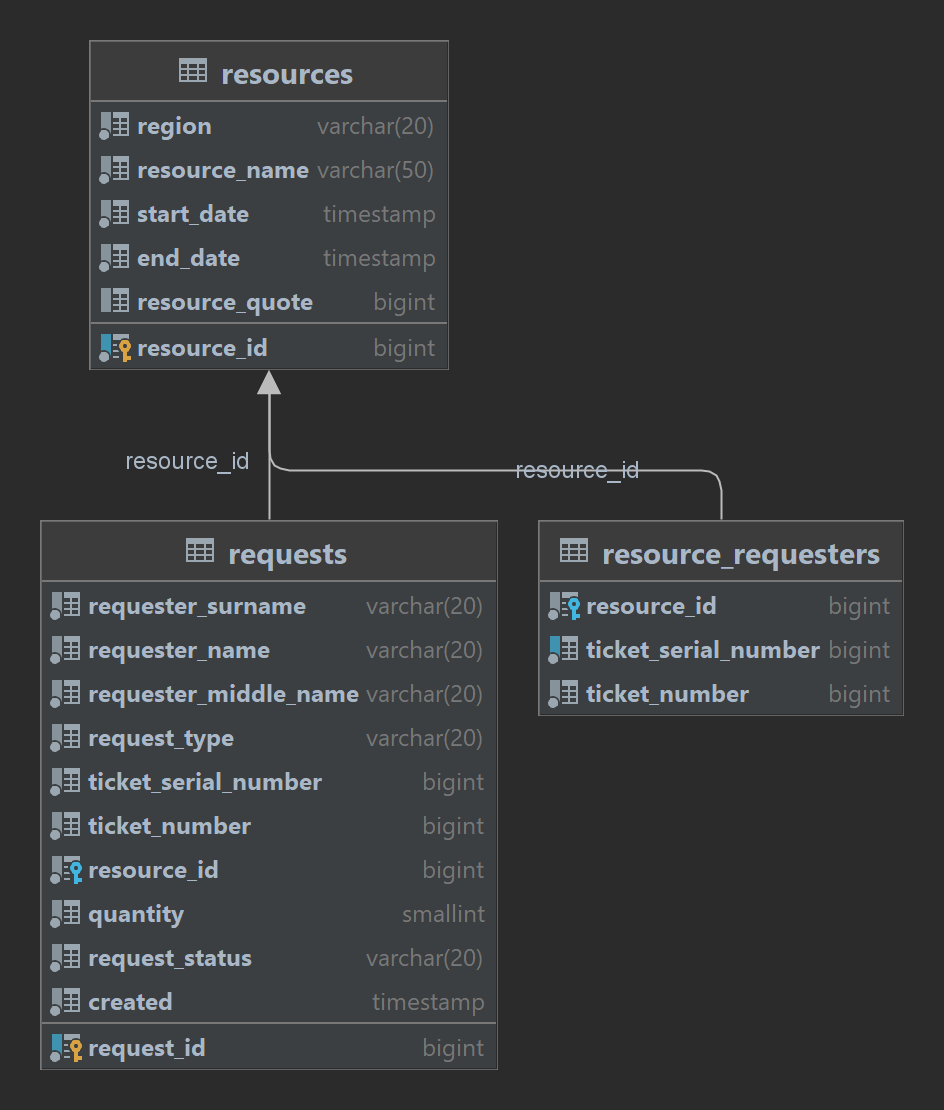 resources
region varchar(20)
resource_name varchar(50)
start_date timestamp
end_date timestamp
resource_quote bigint
resource_id bigint
resource_id
resource_id
requests
requester_surname varchar(20)
requester_name varchar(20)
requester_middle_name varchar(20)
request_type varchar(20)
ticket_serial_number bigint
ticket_number bigint
resource_id bigint
quantity smallint
request_status varchar(20)
created timestamp
request_id bigint
resource_requesters
resource_id bigint
ticket_serial_number bigint
ticket_number bigint